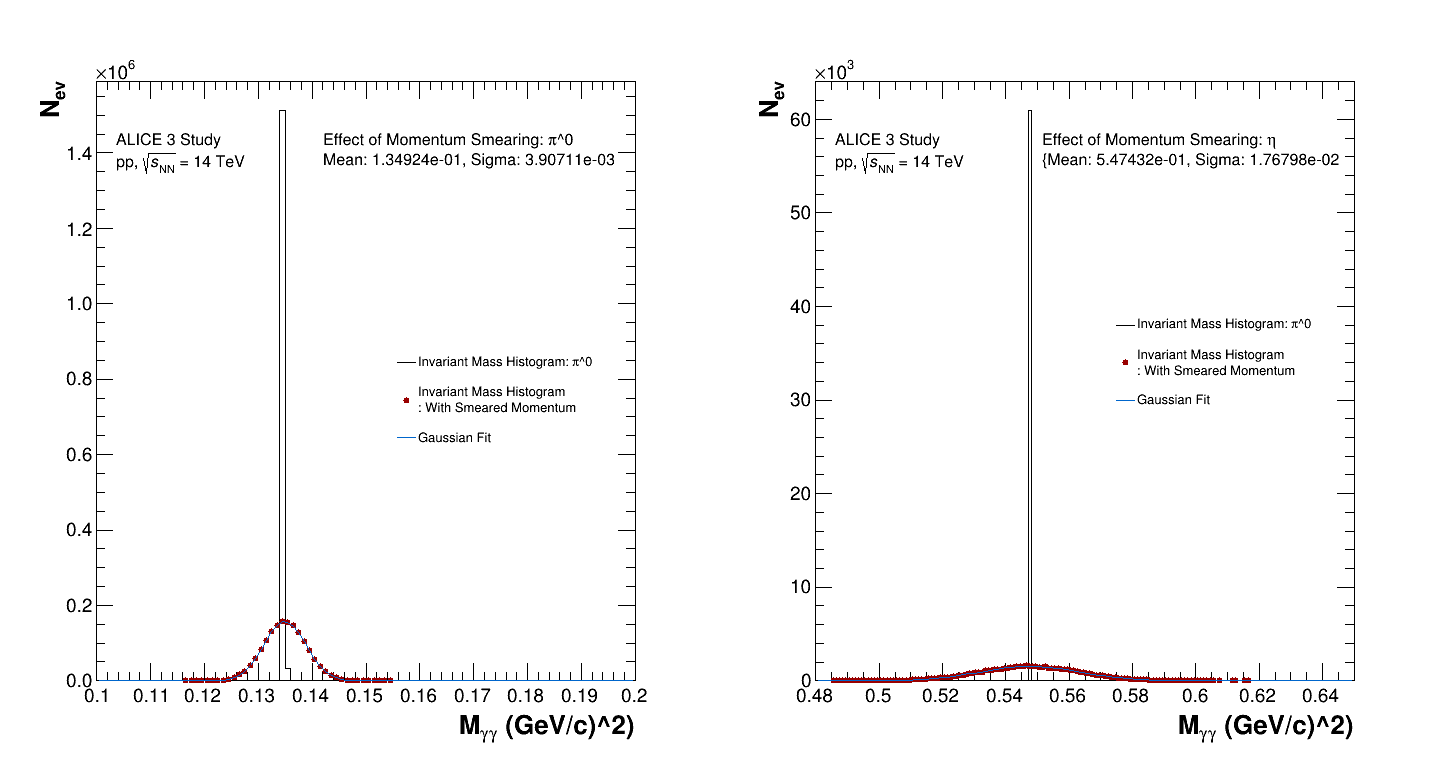 ×10⁶
N_ev
ALICE 3 Study
pp, √s_NN = 14 TeV
Effect of Momentum Smearing: π^0
Mean: 1.34924e-01, Sigma: 3.90711e-03
1.4
1.2
1.0
0.8
0.6
0.4
0.2
0.0
Invariant Mass Histogram: π^0
Invariant Mass Histogram
: With Smeared Momentum
Gaussian Fit
0.1 0.11 0.12 0.13 0.14 0.15 0.16 0.17 0.18 0.19 0.2
M_γγ (GeV/c)^2)
×10³
N_ev
ALICE 3 Study
pp, √s_NN = 14 TeV
Effect of Momentum Smearing: η
{Mean: 5.47432e-01, Sigma: 1.76798e-02
60
50
40
30
20
10
0
Invariant Mass Histogram: π^0
Invariant Mass Histogram
: With Smeared Momentum
Gaussian Fit
0.48 0.5 0.52 0.54 0.56 0.58 0.6 0.62 0.64
M_γγ (GeV/c)^2)